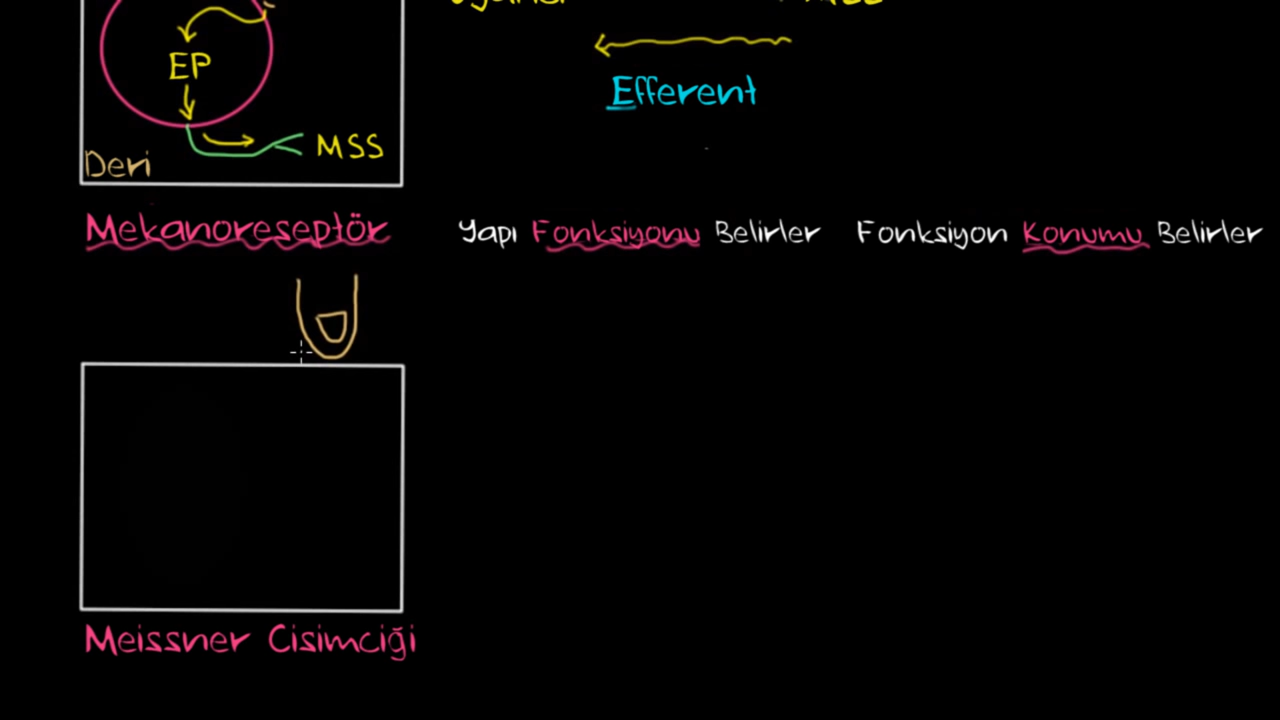 EP
Efferent
MSS
Deri
Mekanoreseptör
Yapı Fonksiyonu Belirler Fonksiyon Konumu Belirler
Meissner Cisimciği